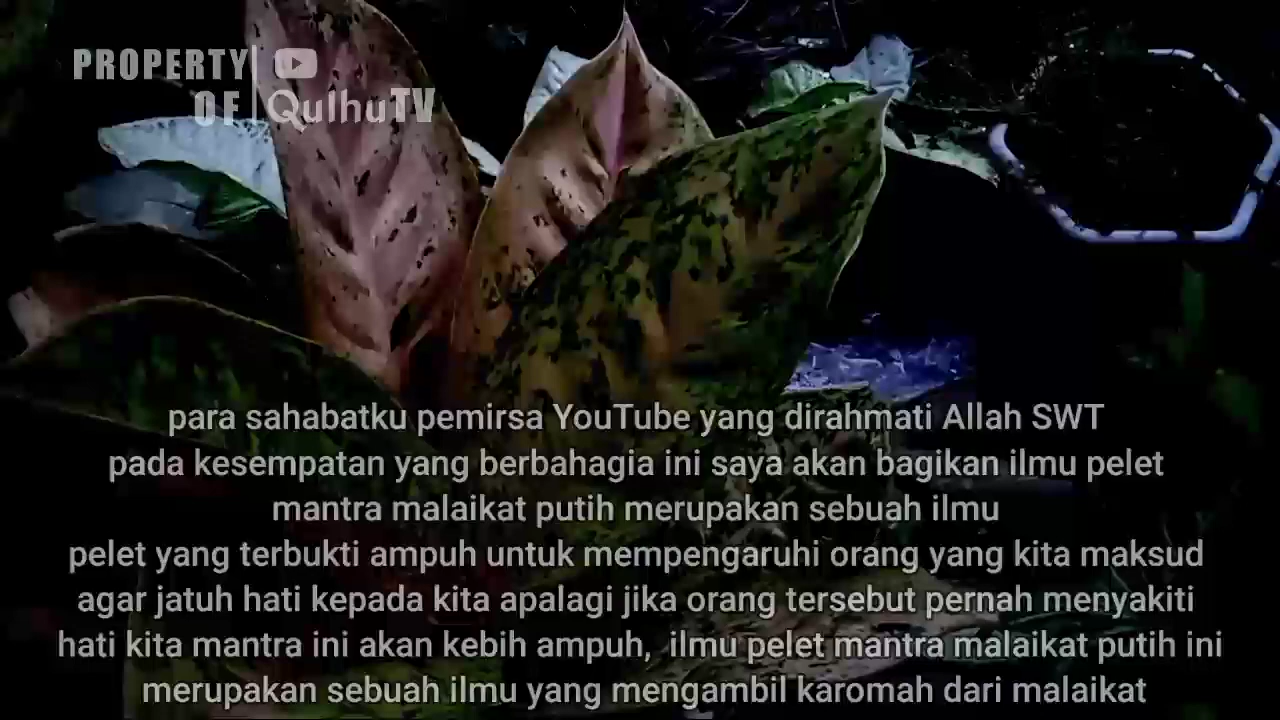 PROPERTY
OF QulhuTV
para sahabatku pemirsa YouTube yang dirahmati Allah SWT
pada kesempatan yang berbahagia ini saya akan bagikan ilmu pelet
mantra malaikat putih merupakan sebuah ilmu
pelet yang terbukti ampuh untuk mempengaruhi orang yang kita maksud
agar jatuh hati kepada kita apalagi jika orang tersebut pernah menyakiti
hati kita mantra ini akan kebih ampuh, ilmu pelet mantra malaikat putih ini
merupakan sebuah ilmu yang mengambil karomah dari malaikat